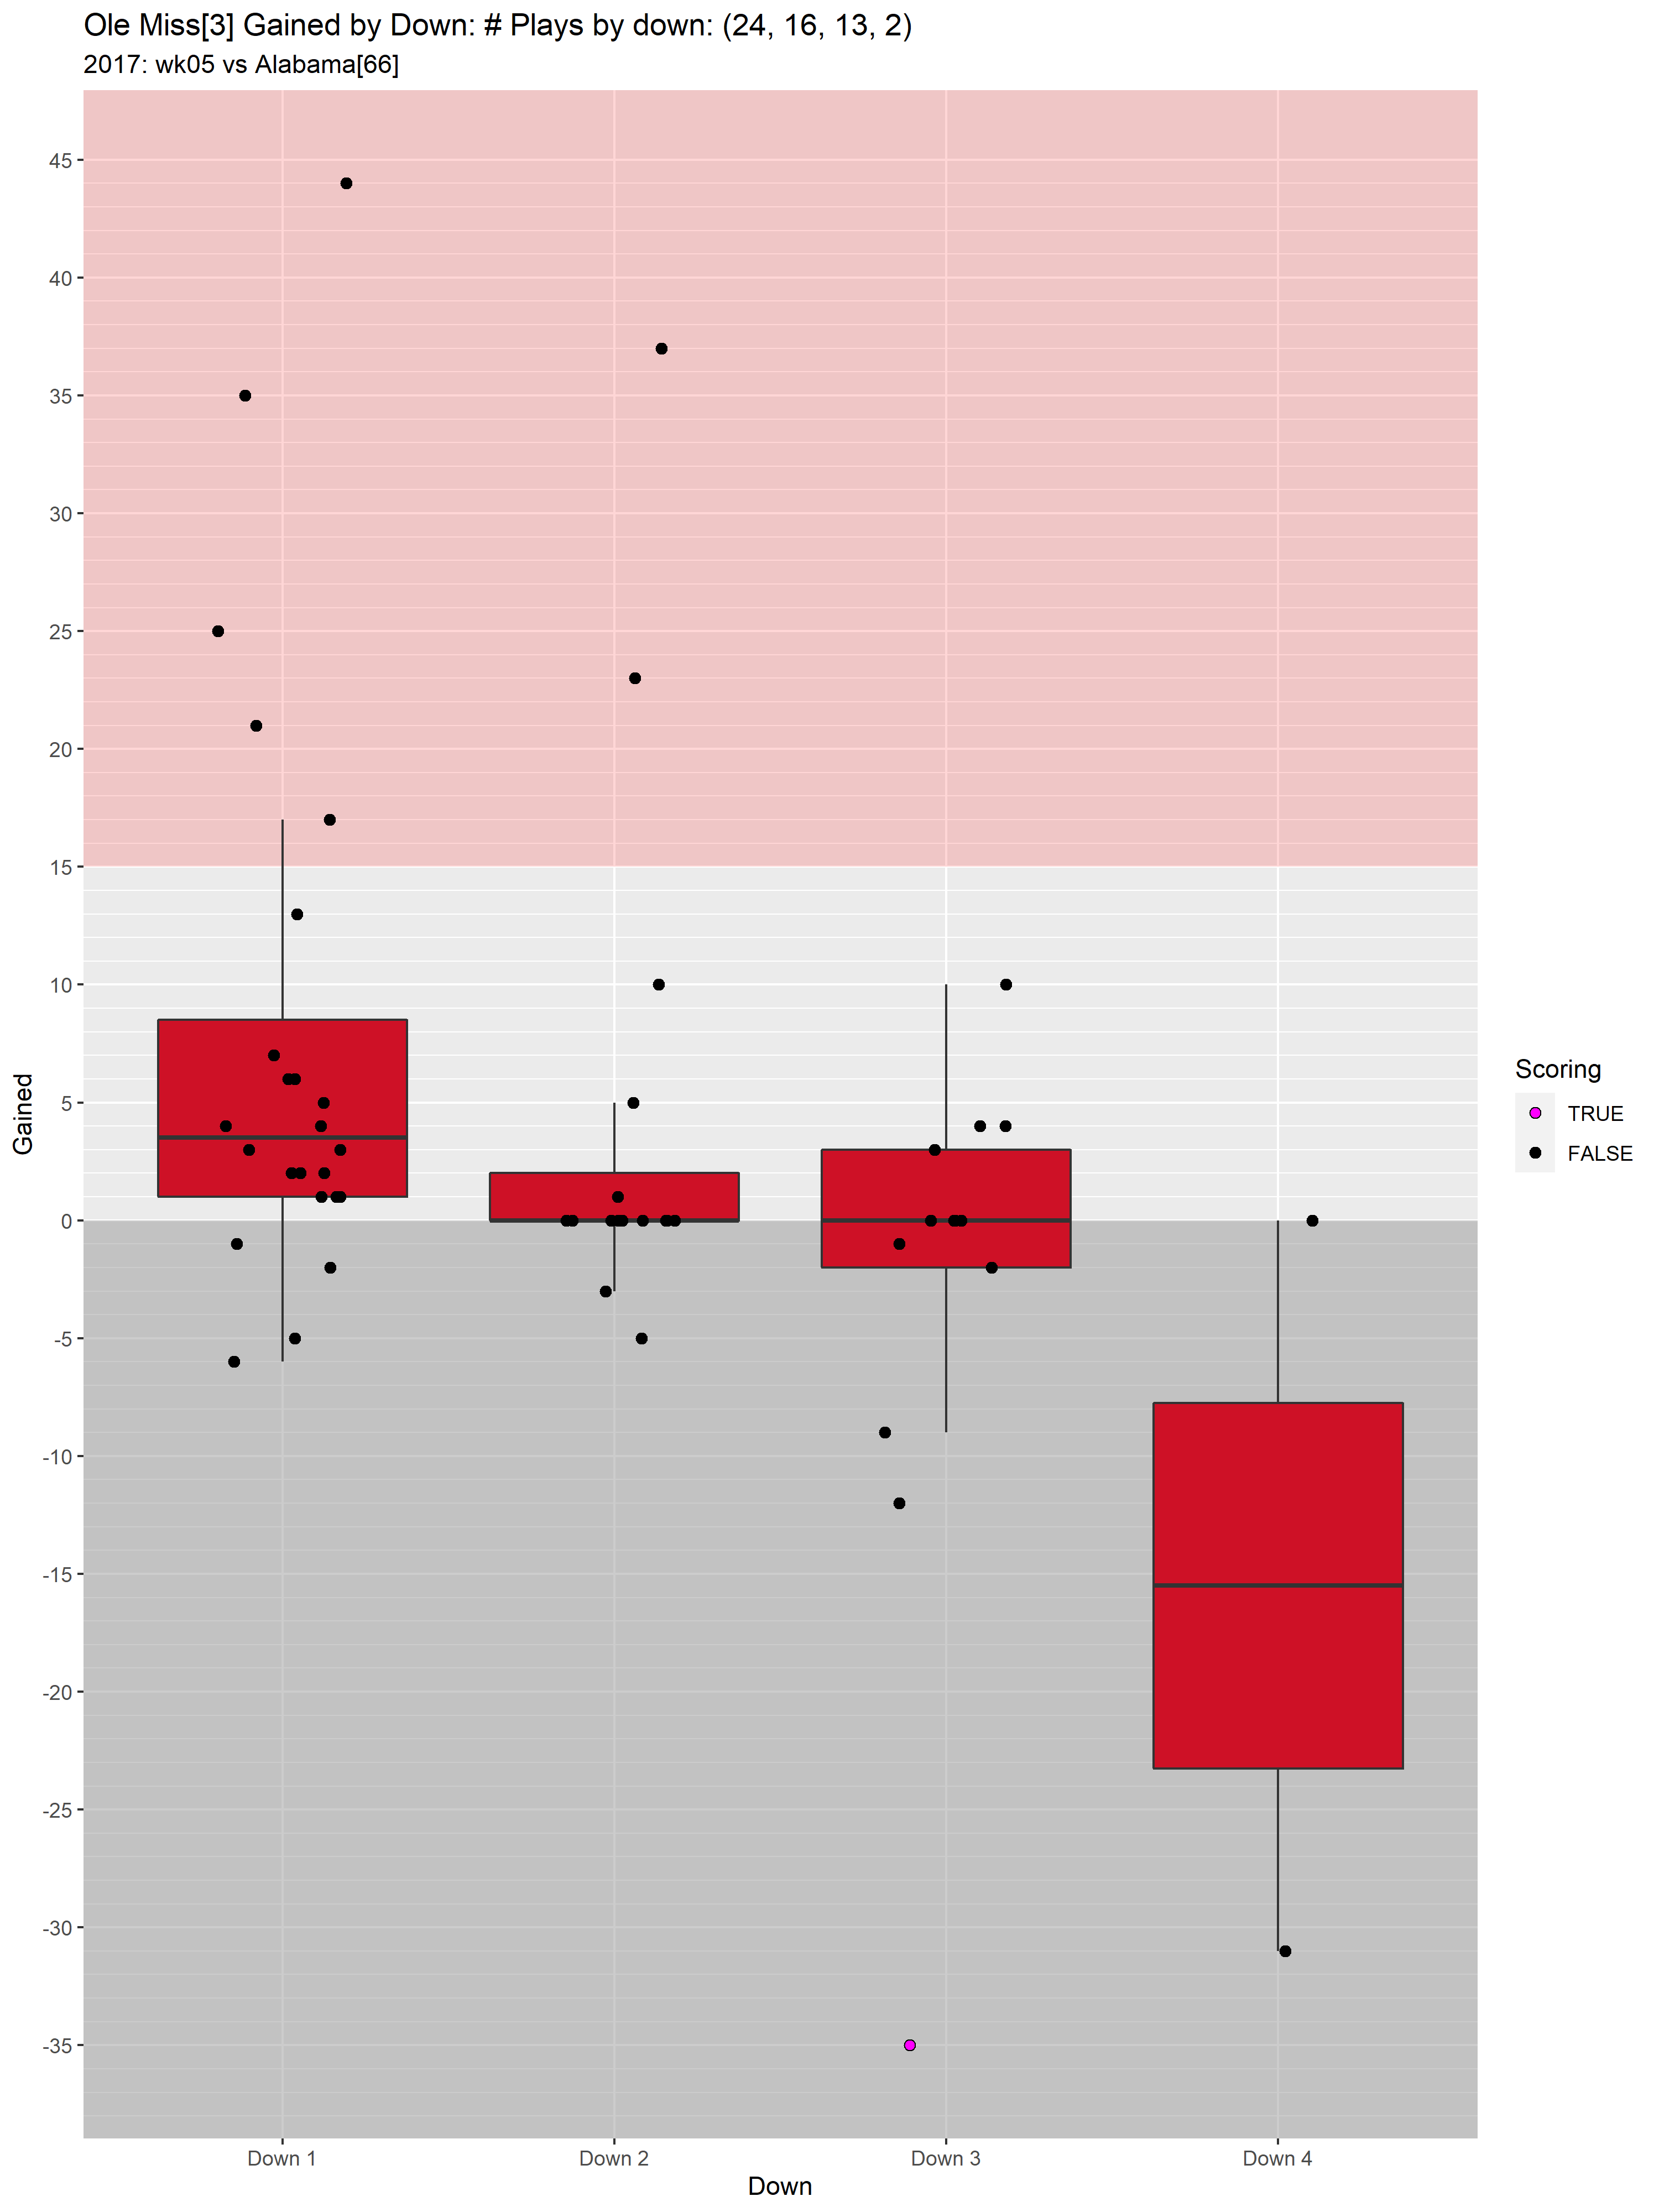 Ole Miss[3] Gained by Down: # Plays by down: (24, 16, 13, 2)
2017: wk05 vs Alabama[66]
Gained
45
40
35
30
25
20
15
10
5
0
-5
-10
-15
-20
-25
-30
-35
Down 1
Down 2
Down 3
Down 4
Down
Scoring
TRUE
FALSE